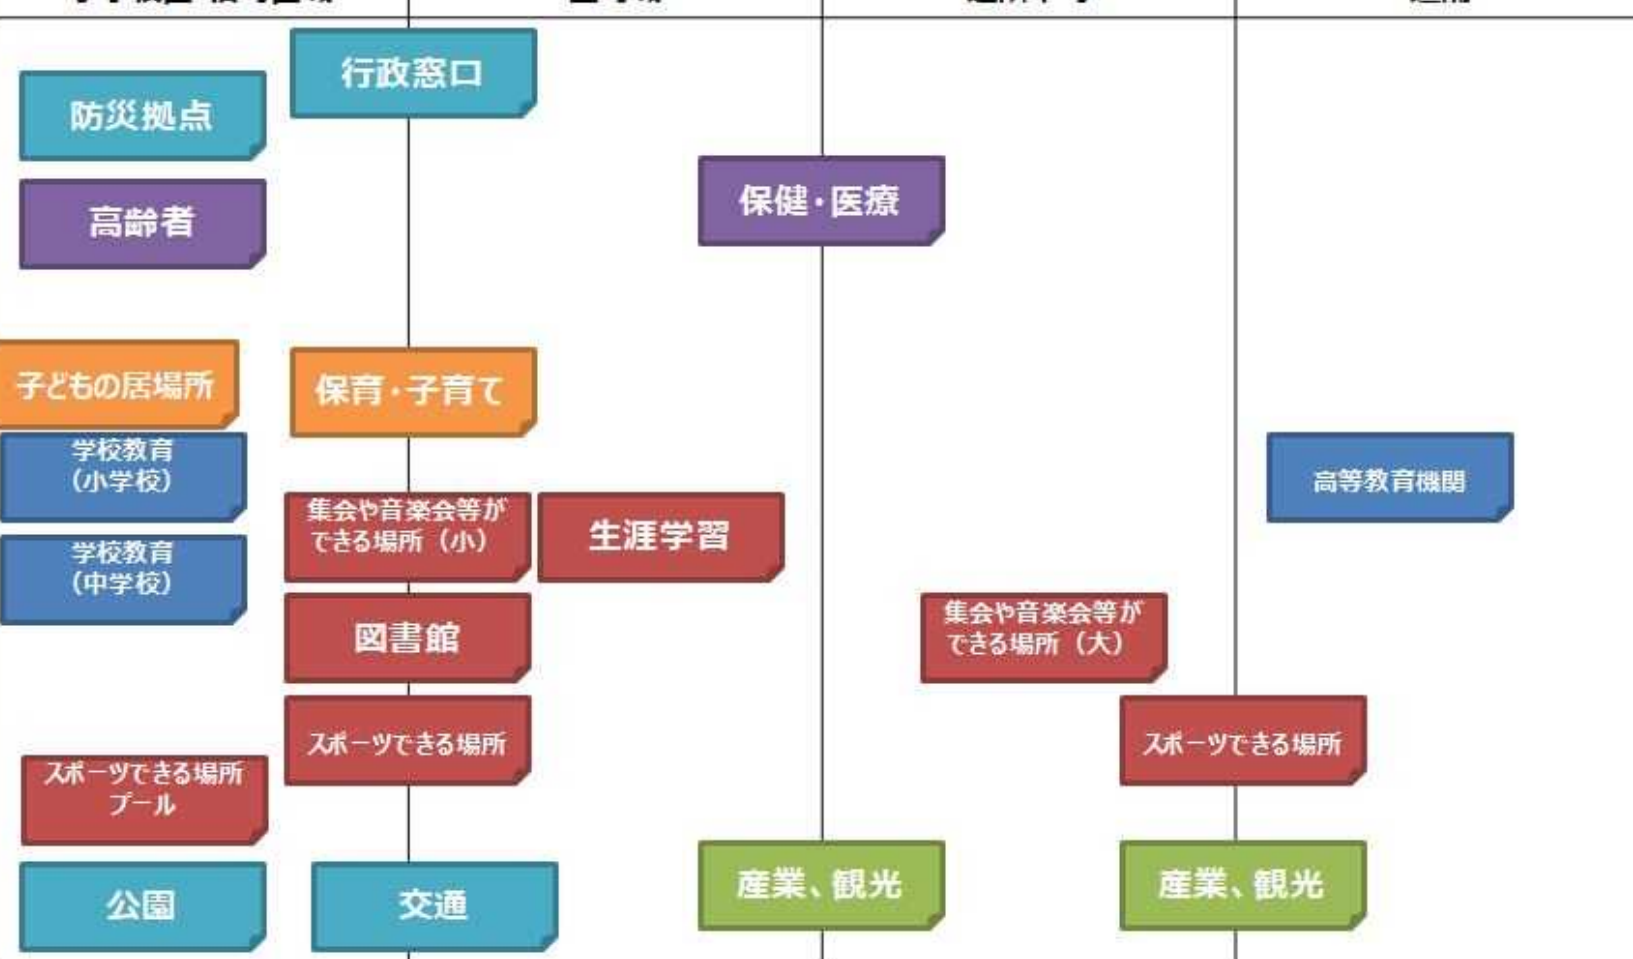 行政窓口
防災拠点
保健・医療
高齢者
子どもの居場所
保育・子育て
学校教育
(小学校)
高等教育機関
集会や音楽会等が
できる場所（小）
生涯学習
学校教育
(中学校)
図書館
集会や音楽会等が
できる場所（大）
スポーツできる場所
スポーツできる場所
スポーツできる場所
プール
産業、観光
産業、観光
公園
交通